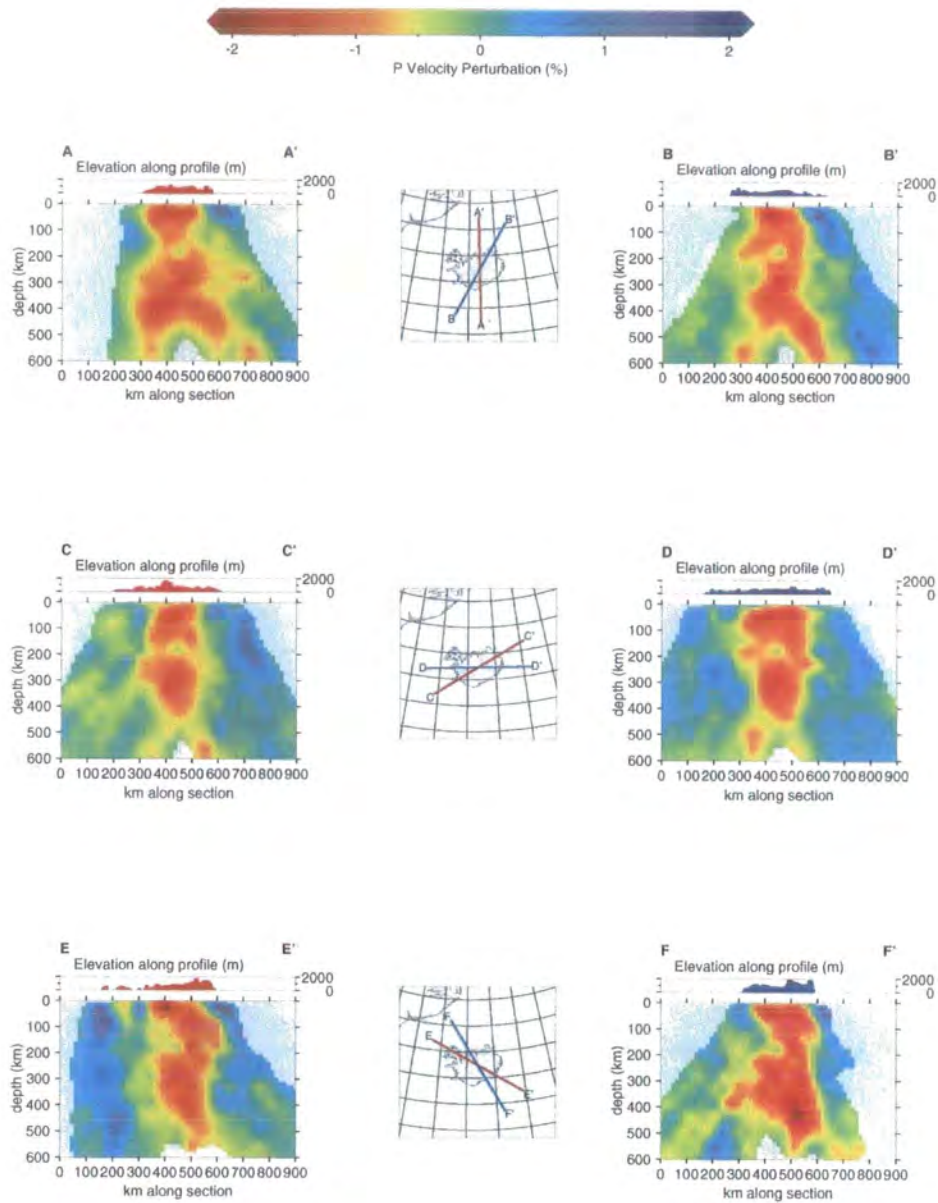 -2 -1 0 1 2
P Velocity Perturbation (%)
A A'
Elevation along profile (m)
2000
0
0
100
200
300
400
500
600
depth (km)
0 100 200 300 400 500 600 700 800 900
km along section
A' B'
B A
B B'
Elevation along profile (m)
2000
0
0
100
200
300
400
500
600
depth (km)
0 100 200 300 400 500 600 700 800 900
km along section
C C'
Elevation along profile (m)
2000
0
0
100
200
300
400
500
600
depth (km)
0 100 200 300 400 500 600 700 800 900
km along section
C'
D D'
C
D D'
Elevation along profile (m)
2000
0
0
100
200
300
400
500
600
depth (km)
0 100 200 300 400 500 600 700 800 900
km along section
E E'
Elevation along profile (m)
2000
0
0
100
200
300
400
500
600
depth (km)
0 100 200 300 400 500 600 700 800 900
km along section
F
E
E'
F'
F F'
Elevation along profile (m)
2000
0
0
100
200
300
400
500
600
depth (km)
0 100 200 300 400 500 600 700 800 900
km along section